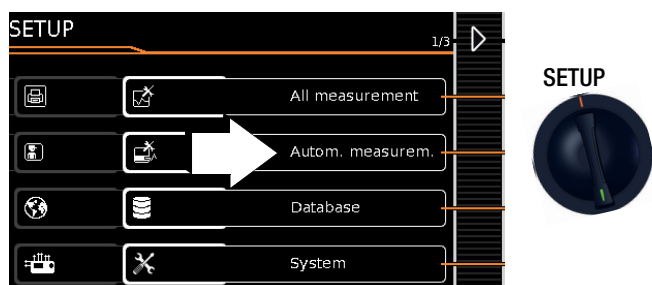 SETUP
1/3
All measurement
Autom. measurem.
Database
System
SETUP